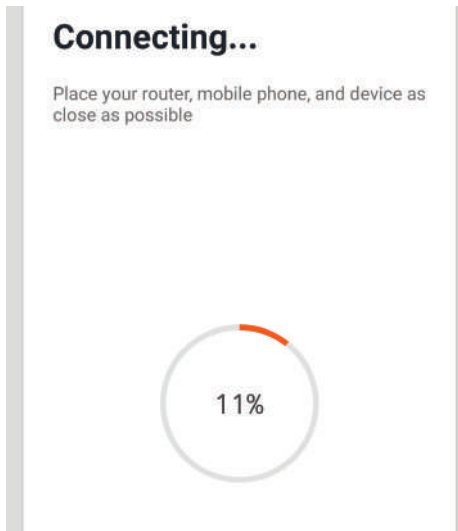 Connecting...
Place your router, mobile phone, and device as
close as possible
11%